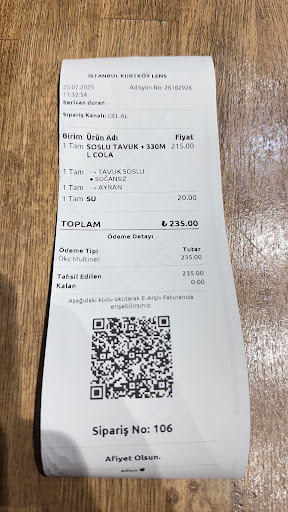 İSTANBUL KURTKÖY LENS
25.07.2025 Adisyon No: 26182926
11:32:54
berivan duran
Sipariş Kanalı: GEL AL
Birim Ürün Adı Fiyat
1 Tam SOSLU TAVUK + 330M 215.00
L COLA
1 Tam → TAVUK SOSLU
● SOĞANSIZ
1 Tam → AYRAN
1 Tam SU 20.00
TOPLAM ₺ 235.00
Ödeme Detayı
Ödeme Tipi Tutar
Okc Multinet 235.00
Tahsil Edilen 235.00
Kalan 0.00
Aşağıdaki kodu okutarak E-Arşiv Faturanıza
erişebilirsiniz.
Sipariş No: 106
Afiyet Olsun.
adisyo